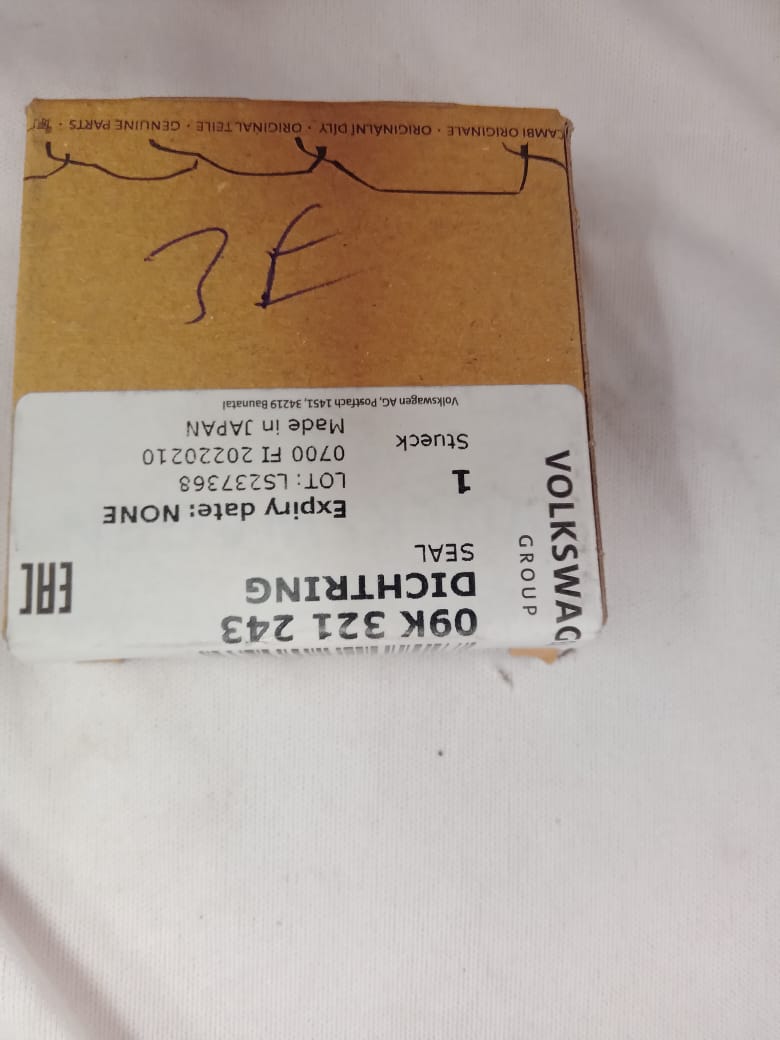 VOLKSWAG
GROUP
09K 321 243
DICHTRING
SEAL
EAC
Expiry date: NONE
1
LOT: LS237368
0700 FI 20220210
Stueck
Made in JAPAN
Volkswagen AG, Postfach 1451, 34219 Baunatal
CAMBI ORIGINALE · ORIGINÁLNÍ DÍLY · ORIGINAL TEILE · GENUINE PARTS ·